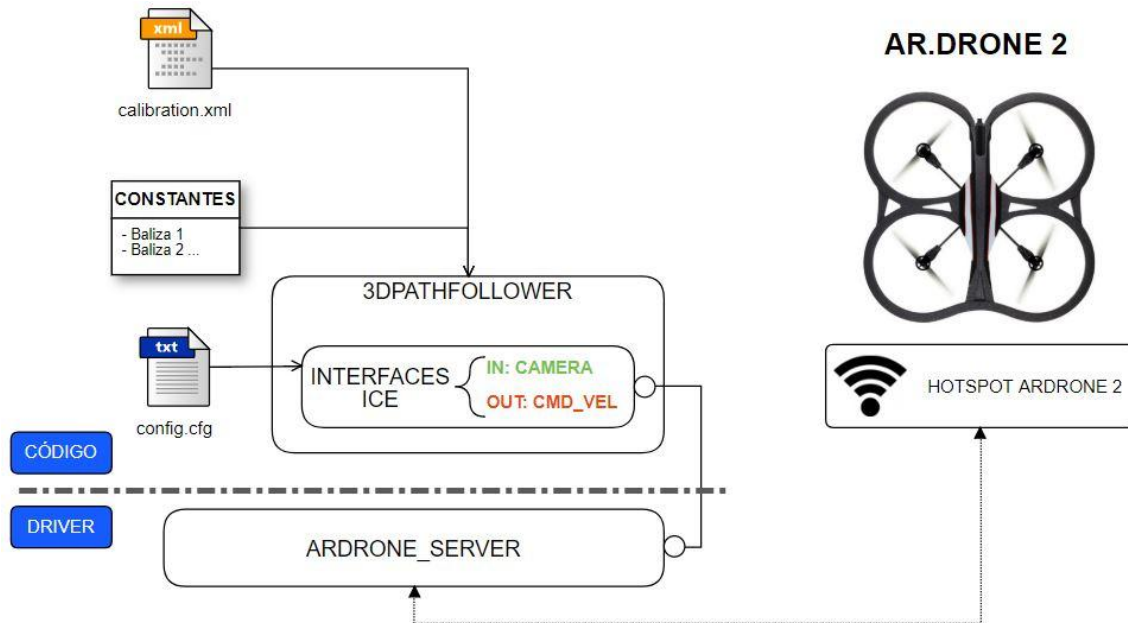 xml
calibration.xml
AR.DRONE 2
CONSTANTES
- Baliza 1
- Baliza 2 ...
3DPATHFOLLOWER
txt
config.cfg
INTERFACES
ICE
IN: CAMERA
OUT: CMD_VEL
HOTSPOT ARDRONE 2
CÓDIGO
DRIVER
ARDRONE_SERVER